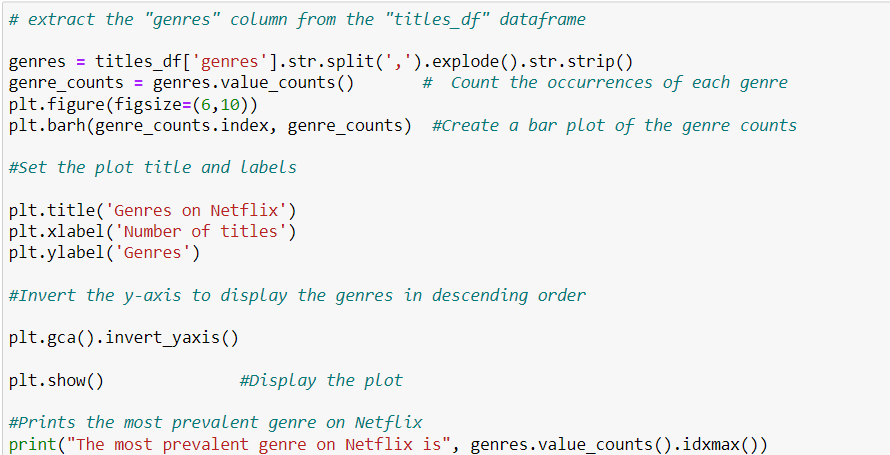 # extract the "genres" column from the "titles_df" dataframe
genres = titles_df['genres'].str.split(',').explode().str.strip()
genre_counts = genres.value_counts()       #  Count the occurrences of each genre
plt.figure(figsize=(6,10))
plt.barh(genre_counts.index, genre_counts)  #Create a bar plot of the genre counts
#Set the plot title and labels
plt.title('Genres on Netflix')
plt.xlabel('Number of titles')
plt.ylabel('Genres')
#Invert the y-axis to display the genres in descending order
plt.gca().invert_yaxis()
plt.show()              #Display the plot
#Prints the most prevalent genre on Netflix
print("The most prevalent genre on Netflix is", genres.value_counts().idxmax())